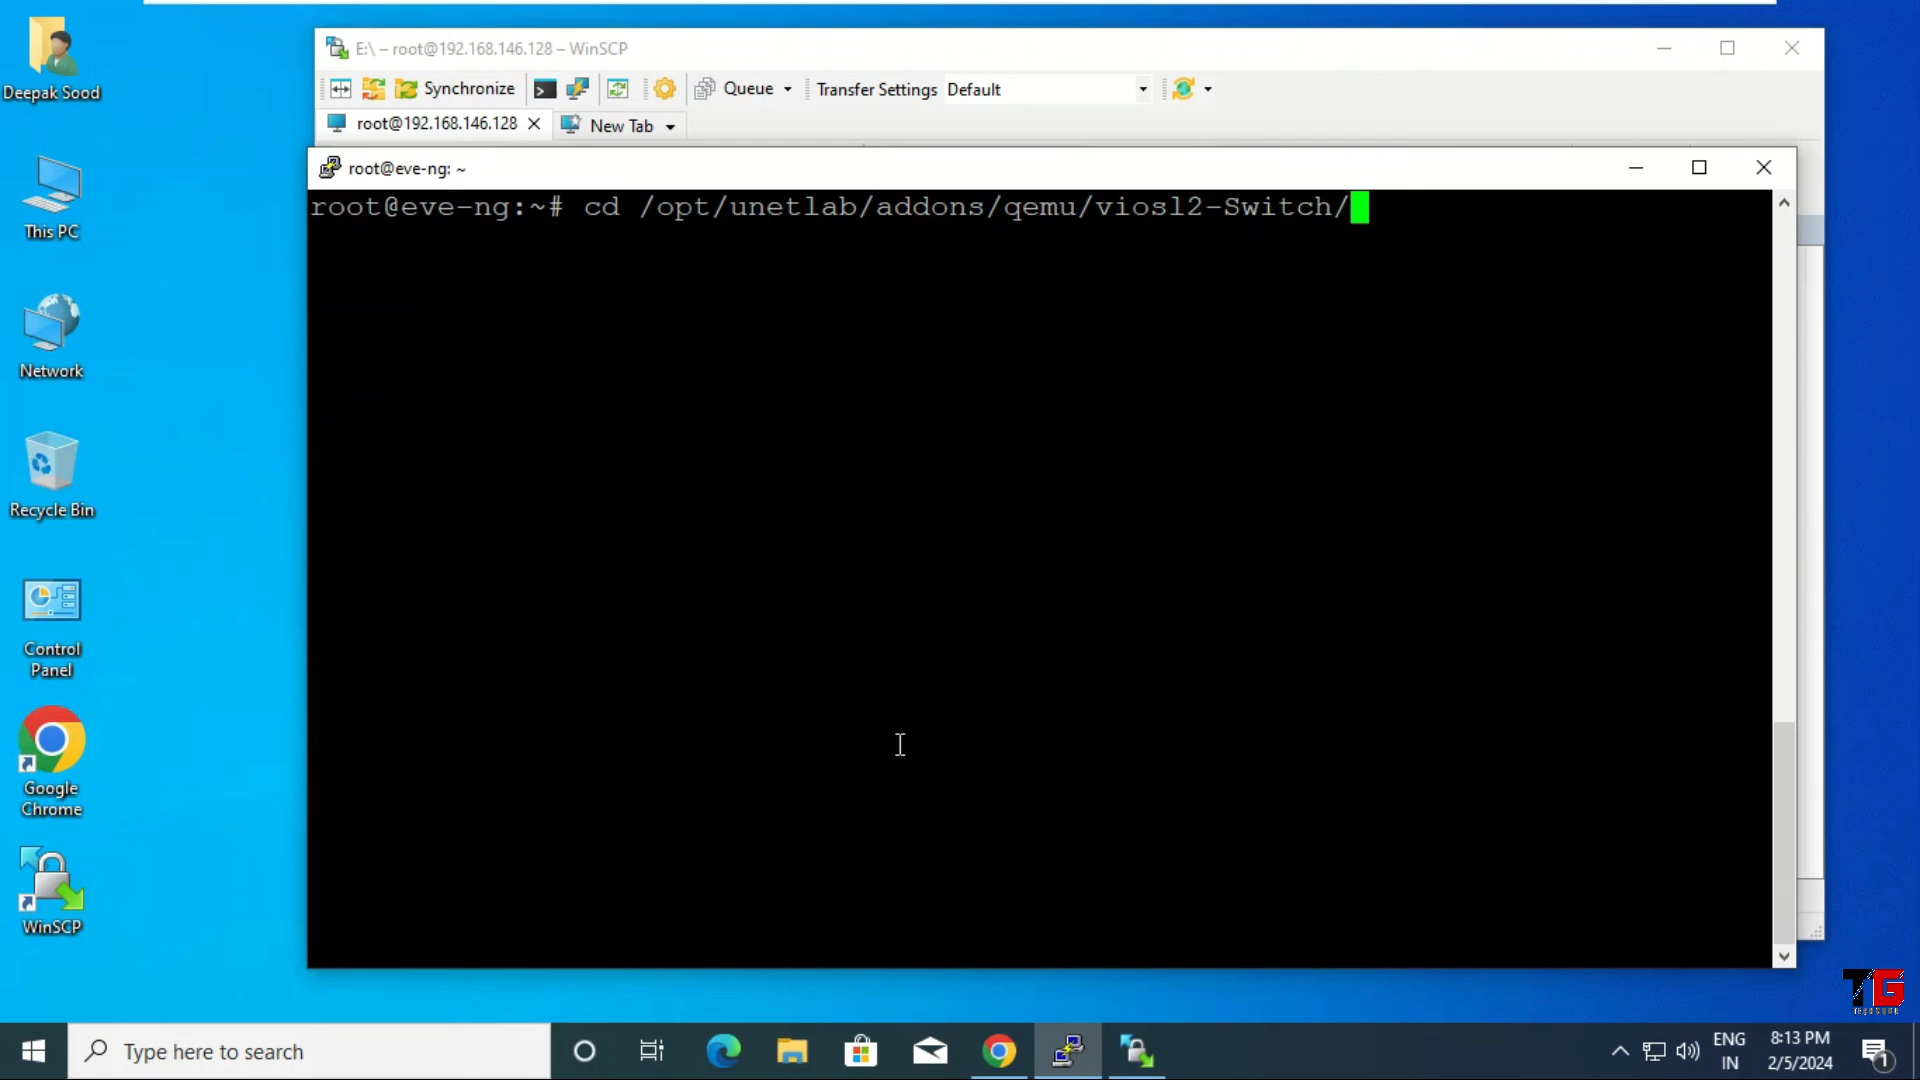 E:\ – root@192.168.146.128 – WinSCP
Synchronize
Queue
Transfer Settings Default
root@192.168.146.128
New Tab
root@eve-ng: ~
root@eve-ng:~# cd /opt/unetlab/addons/qemu/viosl2-Switch/
Deepak Sood
This PC
Network
Recycle Bin
Control
Panel
Google
Chrome
WinSCP
TG
Type here to search
ENG
IN
8:13 PM
2/5/2024
1